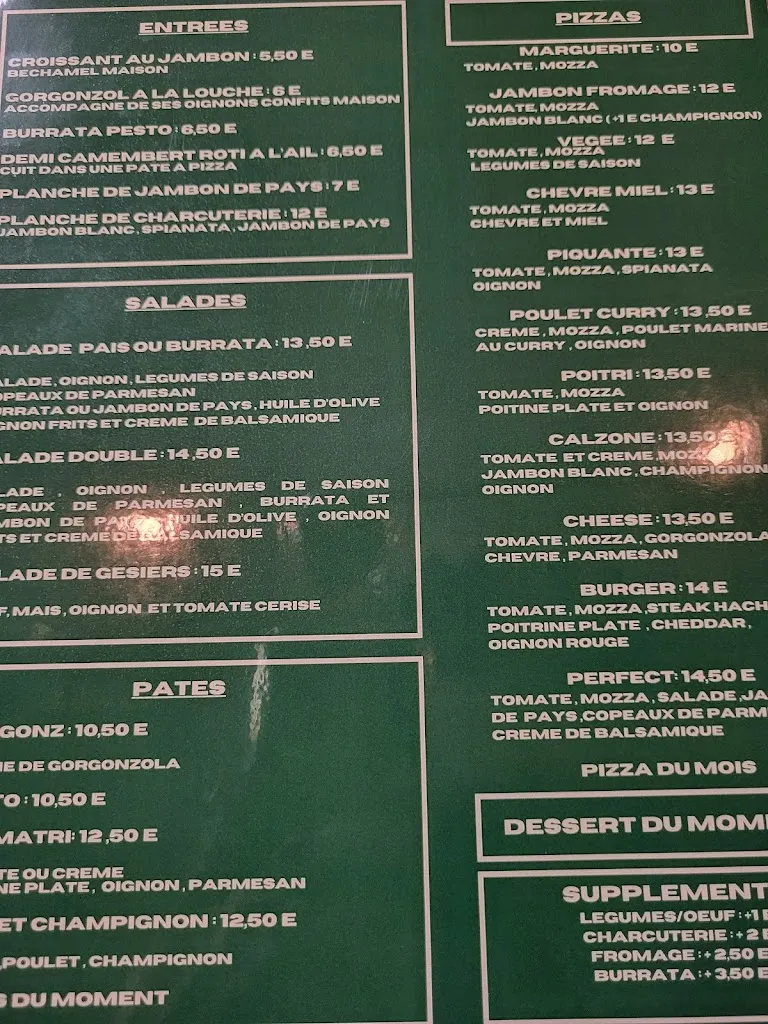 ENTREES
CROISSANT AU JAMBON : 5,50 E
BECHAMEL MAISON
GORGONZOL A LA LOUCHE : 6 E
ACCOMPAGNE DE SES OIGNONS CONFITS MAISON
BURRATA PESTO : 6,50 E
DEMI CAMEMBERT ROTI A L'AIL : 6,50 E
CUIT DANS UNE PATE A PIZZA
PLANCHE DE JAMBON DE PAYS : 7 E
PLANCHE DE CHARCUTERIE : 12 E
JAMBON BLANC, SPIANATA, JAMBON DE PAYS
SALADES
ALADE PAIS OU BURRATA : 13,50 E
ALADE, OIGNON, LEGUMES DE SAISON
OPEAUX DE PARMESAN
URRATA OU JAMBON DE PAYS, HUILE D'OLIVE
GNON FRITS ET CREME DE BALSAMIQUE
ALADE DOUBLE : 14,50 E
LADE , OIGNON , LEGUMES DE SAISON
PEAUX DE PARMESAN , BURRATA ET
MBON DE PAYS, HUILE D'OLIVE , OIGNON
TS ET CREME DE BALSAMIQUE
LADE DE GESIERS : 15 E
F, MAIS, OIGNON ET TOMATE CERISE
PATES
GONZ : 10,50 E
ME DE GORGONZOLA
TO : 10,50 E
MATRI: 12,50 E
TE OU CREME
NE PLATE, OIGNON, PARMESAN
ET CHAMPIGNON : 12,50 E
, POULET, CHAMPIGNON
S DU MOMENT
PIZZAS
MARGUERITE : 10 E
TOMATE, MOZZA
JAMBON FROMAGE : 12 E
TOMATE, MOZZA
JAMBON BLANC (+1 E CHAMPIGNON)
VEGEE : 12 E
TOMATE, MOZZA
LEGUMES DE SAISON
CHEVRE MIEL : 13 E
TOMATE, MOZZA
CHEVRE ET MIEL
PIQUANTE : 13 E
TOMATE, MOZZA, SPIANATA
OIGNON
POULET CURRY : 13,50 E
CREME, MOZZA, POULET MARINE
AU CURRY, OIGNON
POITRI : 13,50 E
TOMATE, MOZZA
POITINE PLATE ET OIGNON
CALZONE : 13,50 E
TOMATE ET CREME, MOZZA
JAMBON BLANC, CHAMPIGNON
OIGNON
CHEESE : 13,50 E
TOMATE, MOZZA, GORGONZOLA
CHEVRE, PARMESAN
BURGER : 14 E
TOMATE, MOZZA, STEAK HACH
POITRINE PLATE , CHEDDAR,
OIGNON ROUGE
PERFECT: 14,50 E
TOMATE, MOZZA, SALADE, JA
DE PAYS, COPEAUX DE PARM
CREME DE BALSAMIQUE
PIZZA DU MOIS
DESSERT DU MOM
SUPPLEMENT
LEGUMES/OEUF : +1 E
CHARCUTERIE : + 2 E
FROMAGE : + 2,50 E
BURRATA : + 3,50 E